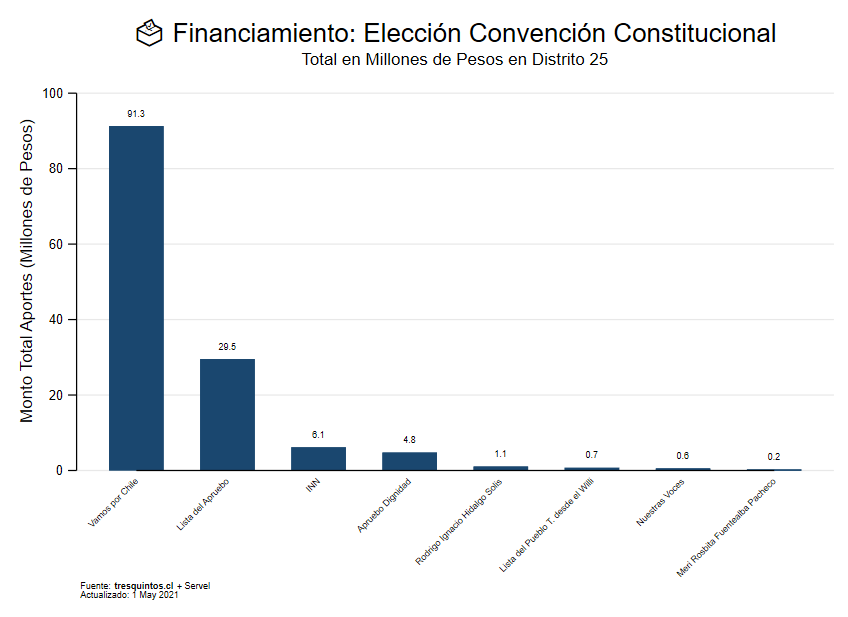 Financiamiento: Elección Convención Constitucional
Total en Millones de Pesos en Distrito 25
Monto Total Aportes (Millones de Pesos)
100
80
60
40
20
0
91.3
29.5
6.1
4.8
1.1
0.7
0.6
0.2
Vamos por Chile
Lista del Apruebo
INN
Apruebo Dignidad
Rodrigo Ignacio Hidalgo Solis
Lista del Pueblo T. desde el Willi
Nuestras Voces
Meri Rosbita Fuentealba Pacheco
Fuente: tresquintos.cl + Servel
Actualizado: 1 May 2021